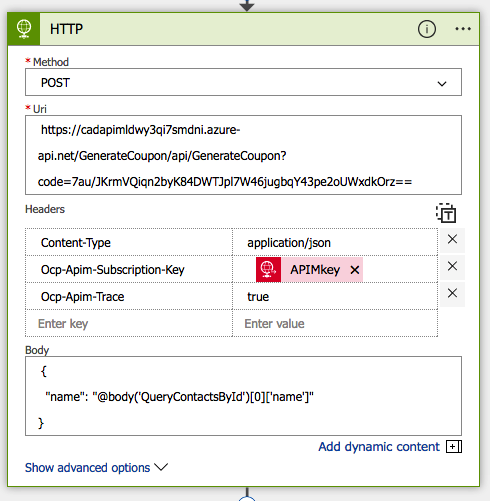 HTTP
* Method
POST
* Uri
https://cadapimldwy3qi7smdni.azure-
api.net/GenerateCoupon/api/GenerateCoupon?
code=7au/JKrmVQiqn2byK84DWTJpl7W46jugbqY43pe2oUWxdkOrz==
Headers
Content-Type application/json
Ocp-Apim-Subscription-Key APIMkey
Ocp-Apim-Trace true
Enter key Enter value
Body
{
"name": "@body('QueryContactsById')[0]['name']"
}
Add dynamic content
Show advanced options